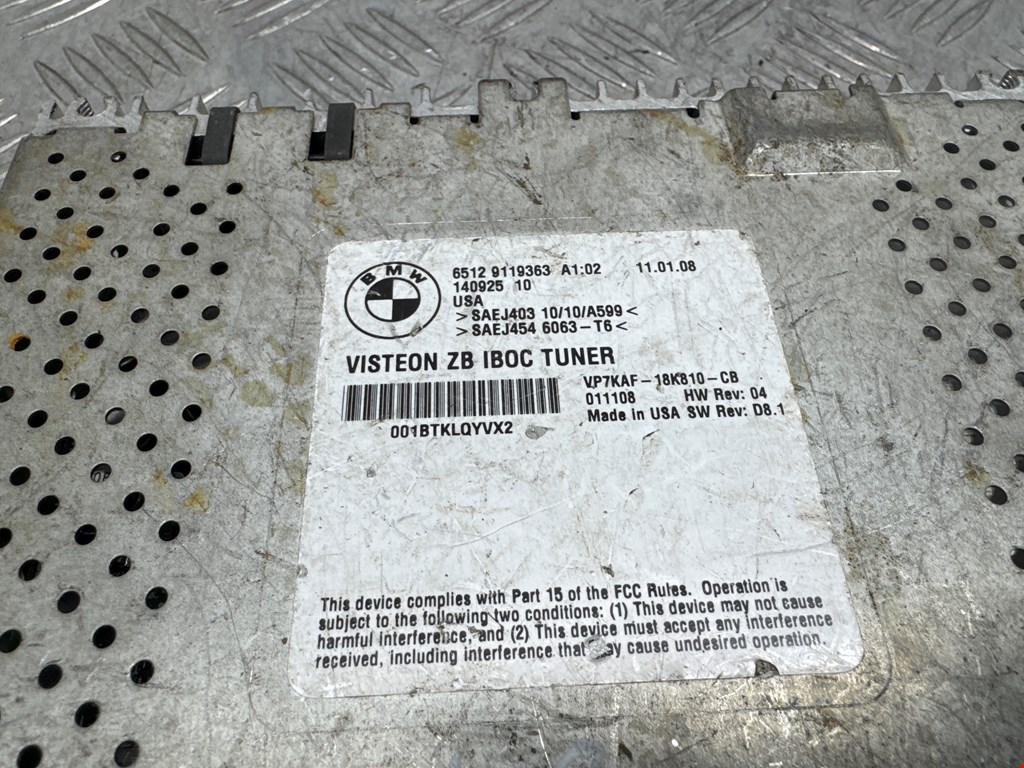 BMW
6512 9119363 A1:02 11.01.08
140925 10
USA
>SAEJ403 10/10/A599<
>SAEJ454 6063-T6<
VISTEON ZB IBOC TUNER
VP7KAF-18K810-CB
011108 HW Rev: 04
Made in USA SW Rev: D8.1
001BTKLQYVX2
This device complies with Part 15 of the FCC Rules. Operation is
subject to the following two conditions: (1) This device may not cause
harmful interference, and (2) This device must accept any interference
received, including interference that may cause undesired operation.